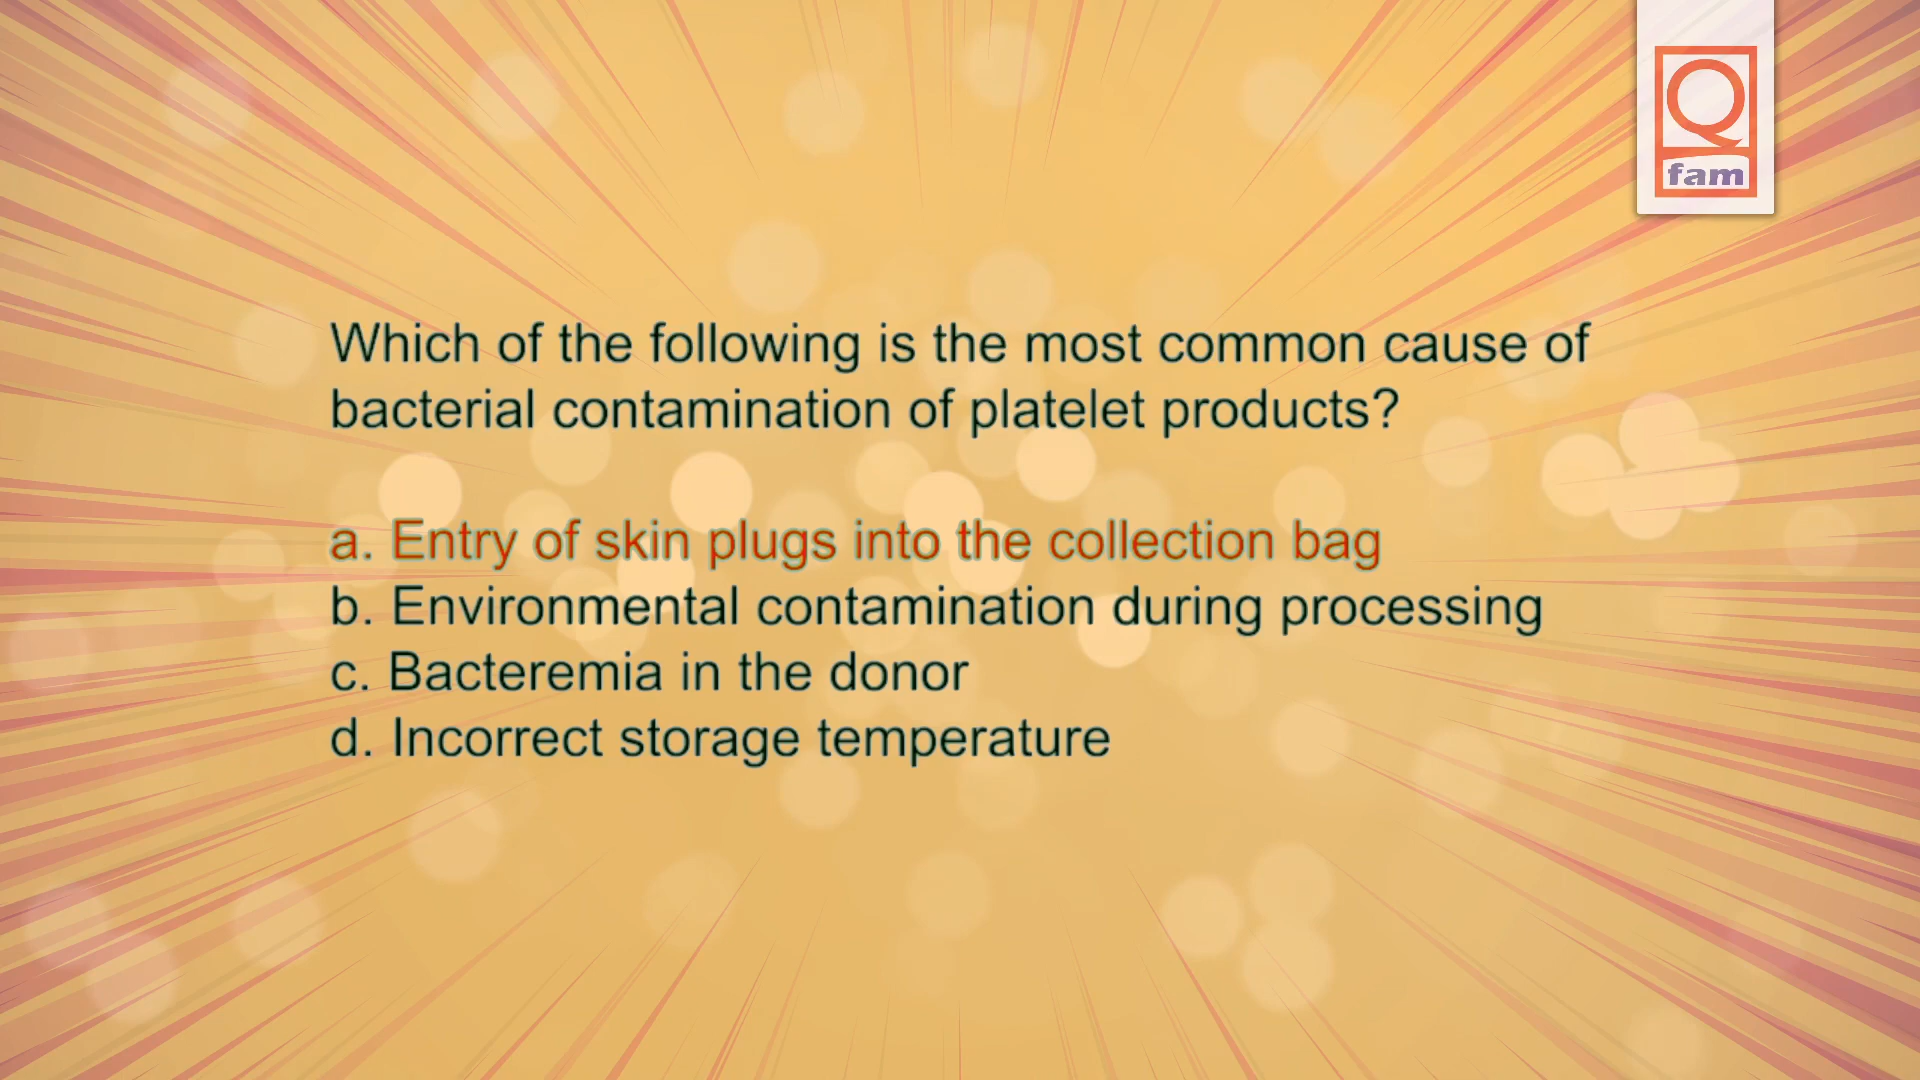 Q
fam
Which of the following is the most common cause of
bacterial contamination of platelet products?
a. Entry of skin plugs into the collection bag
b. Environmental contamination during processing
c. Bacteremia in the donor
d. Incorrect storage temperature